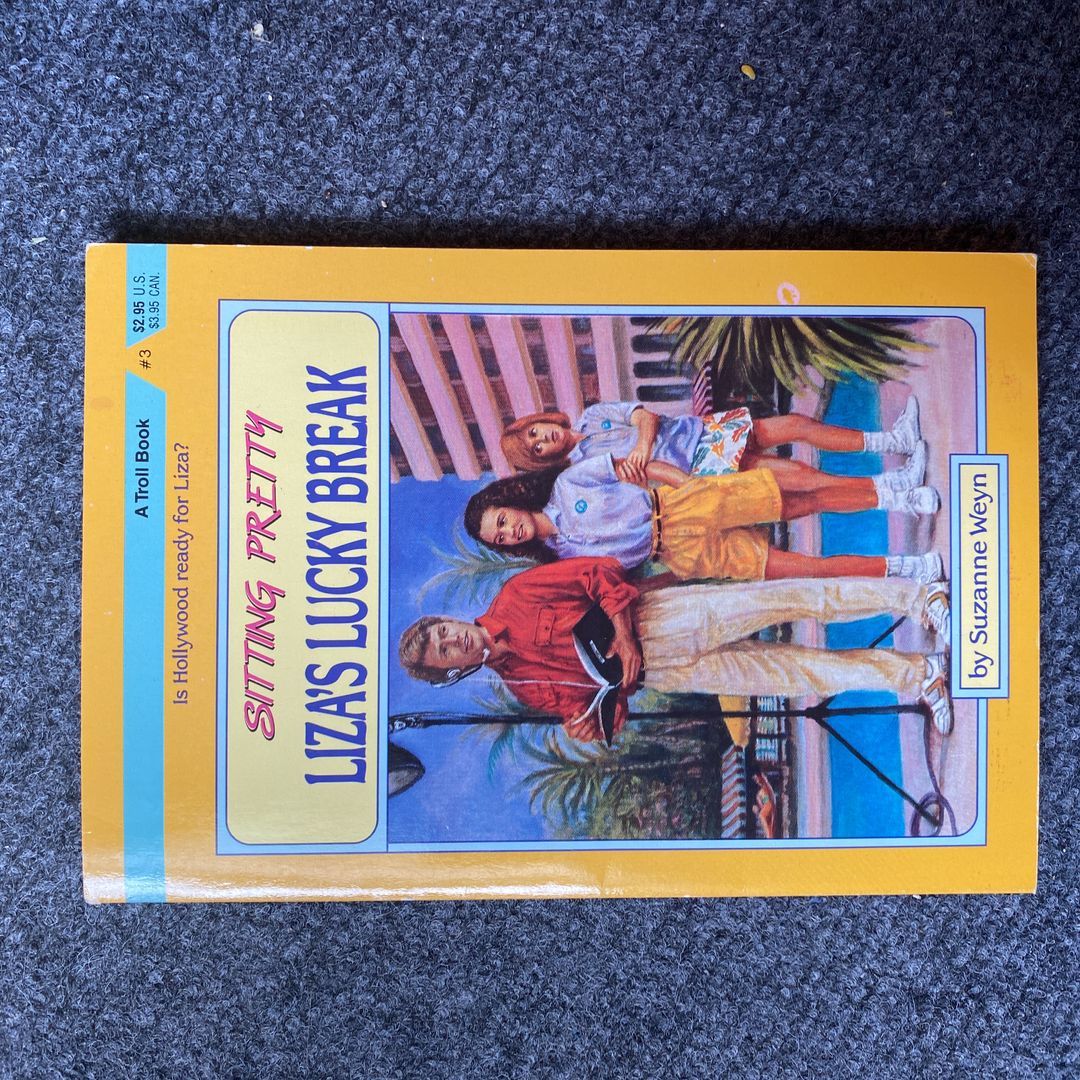 A Troll Book
#3
$2.95 U.S.
$3.95 CAN.
Is Hollywood ready for Liza?
SITTING PRETTY
LIZA'S LUCKY BREAK
by Suzanne Weyn